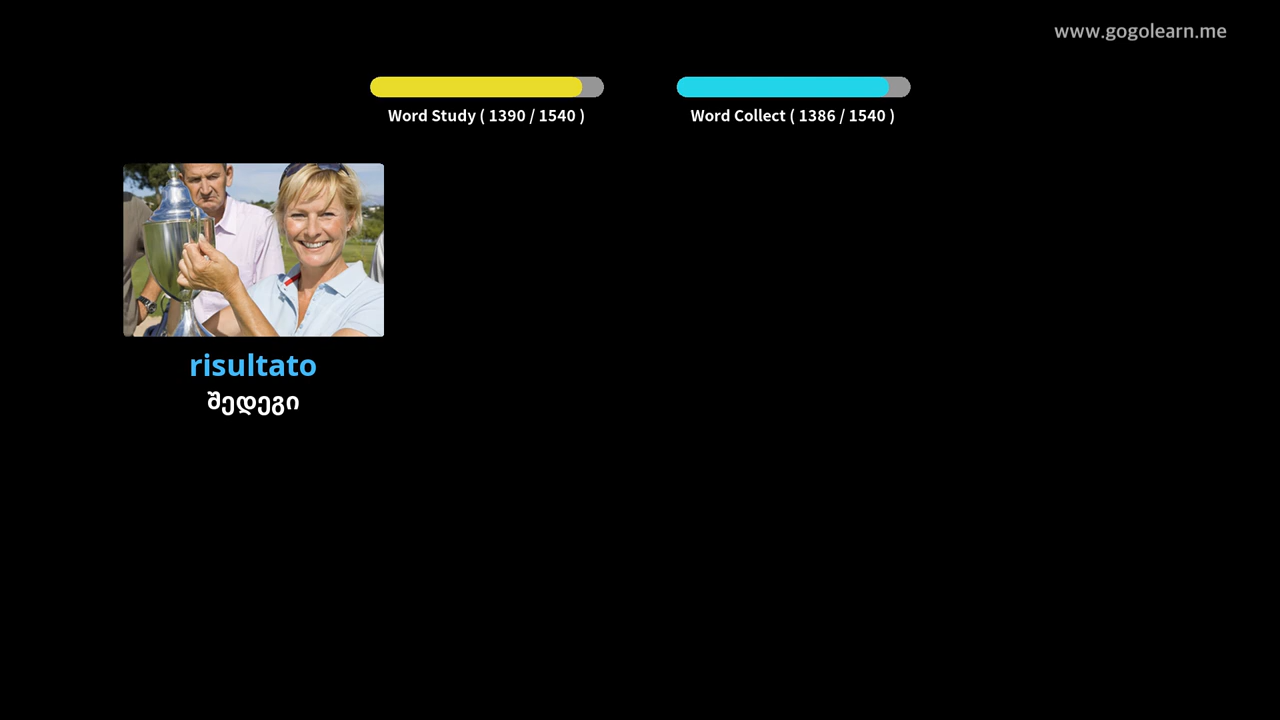 www.gogolearn.me
Word Study ( 1390 / 1540 )
Word Collect ( 1386 / 1540 )
risultato
შედეგი